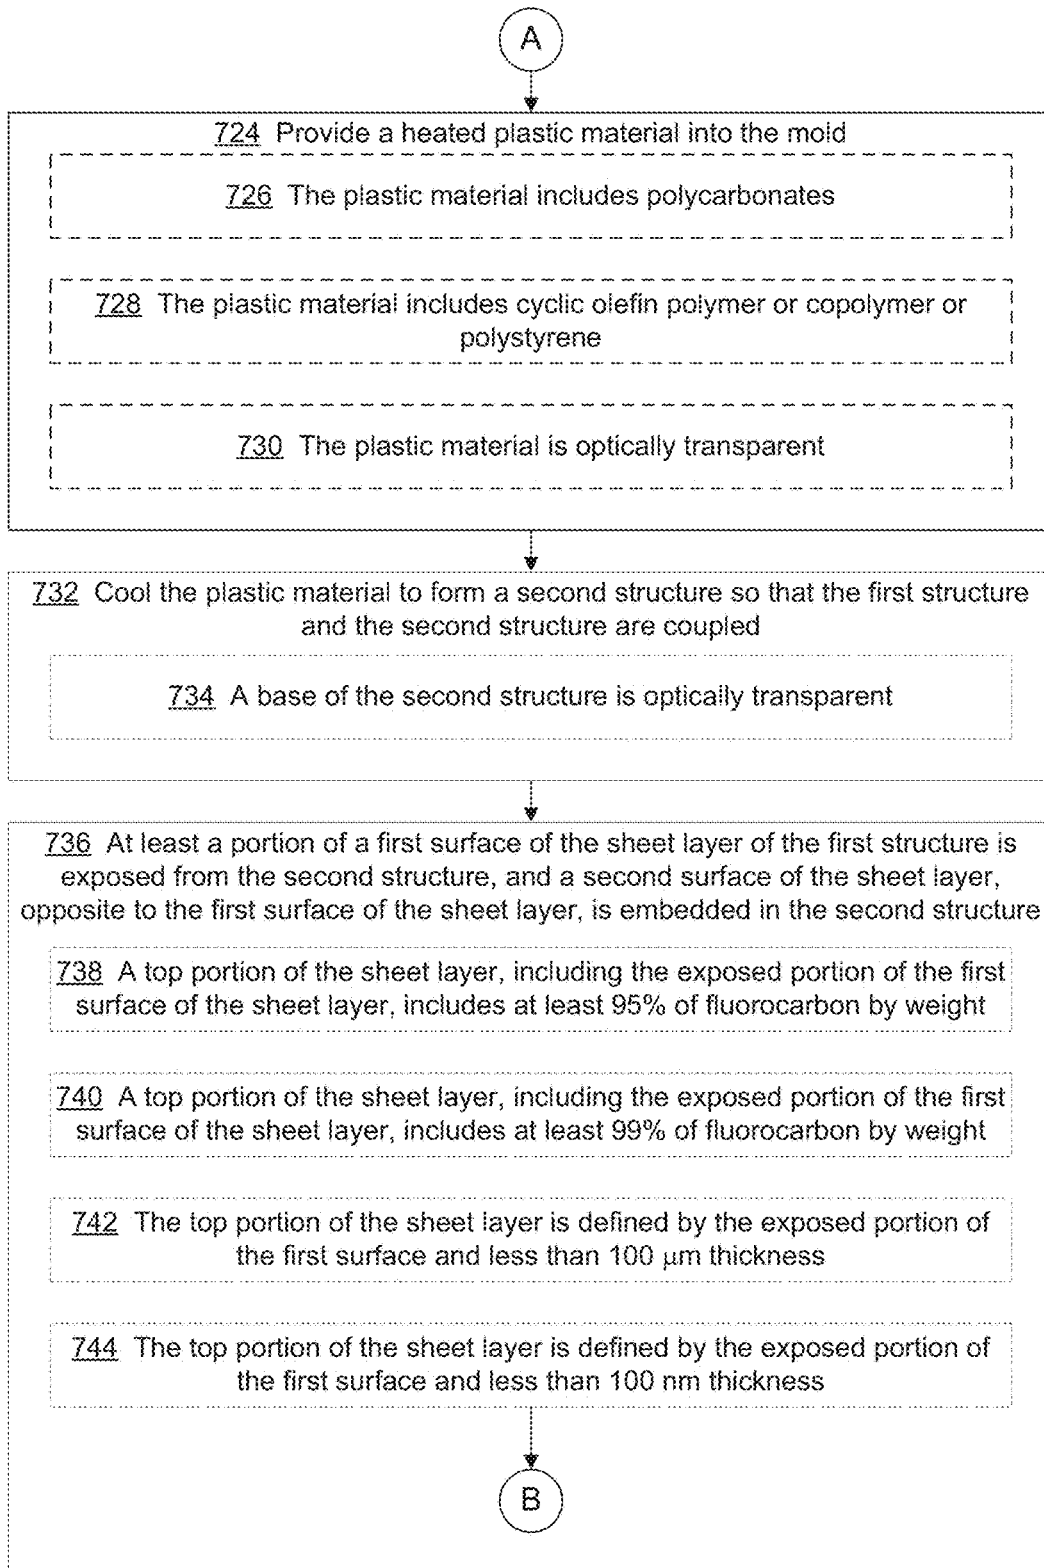 A
724 Provide a heated plastic material into the mold
726 The plastic material includes polycarbonates
728 The plastic material includes cyclic olefin polymer or copolymer or
polystyrene
730 The plastic material is optically transparent
732 Cool the plastic material to form a second structure so that the first structure
and the second structure are coupled
734 A base of the second structure is optically transparent
736 At least a portion of a first surface of the sheet layer of the first structure is
exposed from the second structure, and a second surface of the sheet layer,
opposite to the first surface of the sheet layer, is embedded in the second structure
738 A top portion of the sheet layer, including the exposed portion of the first
surface of the sheet layer, includes at least 95% of fluorocarbon by weight
740 A top portion of the sheet layer, including the exposed portion of the first
surface of the sheet layer, includes at least 99% of fluorocarbon by weight
742 The top portion of the sheet layer is defined by the exposed portion of
the first surface and less than 100 μm thickness
744 The top portion of the sheet layer is defined by the exposed portion of
the first surface and less than 100 nm thickness
B